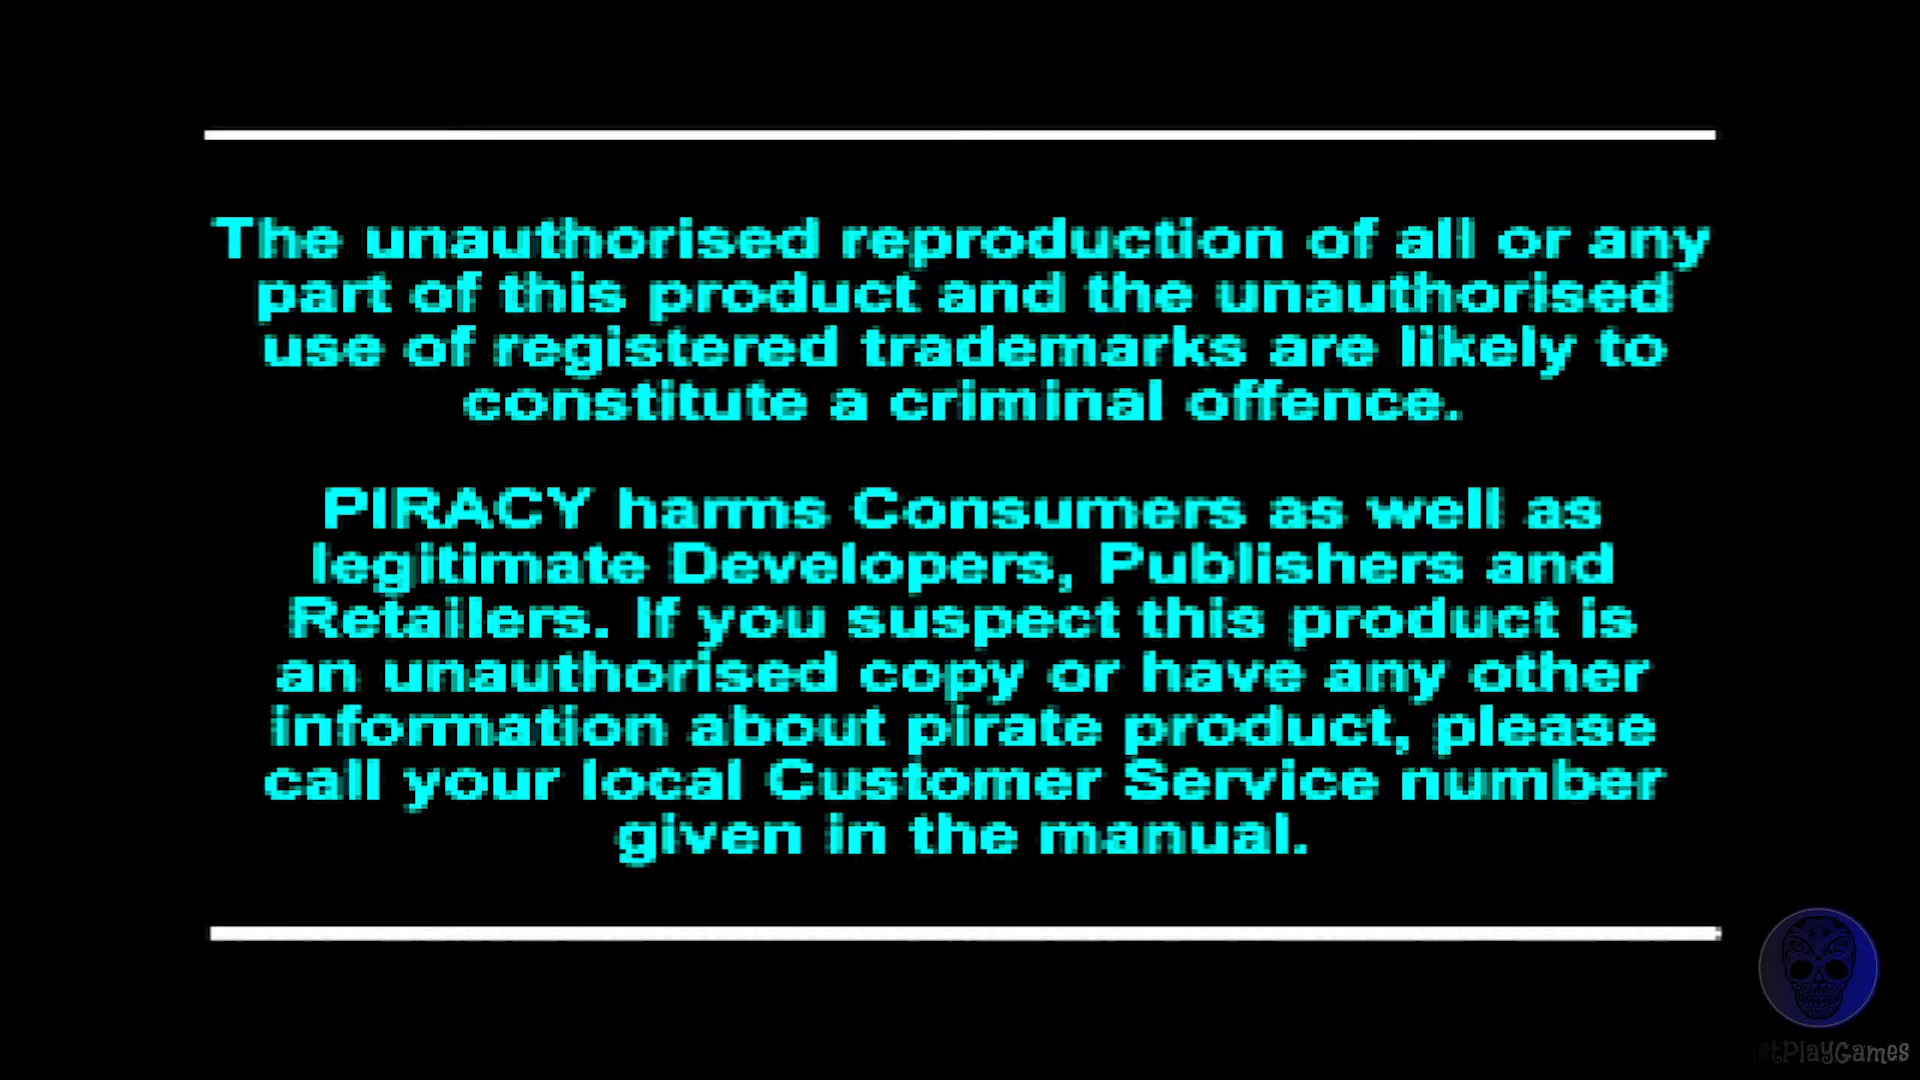 The unauthorised reproduction of all or any
part of this product and the unauthorised
use of registered trademarks are likely to
constitute a criminal offence.
PIRACY harms Consumers as well as
legitimate Developers, Publishers and
Retailers. If you suspect this product is
an unauthorised copy or have any other
information about pirate product, please
call your local Customer Service number
given in the manual.